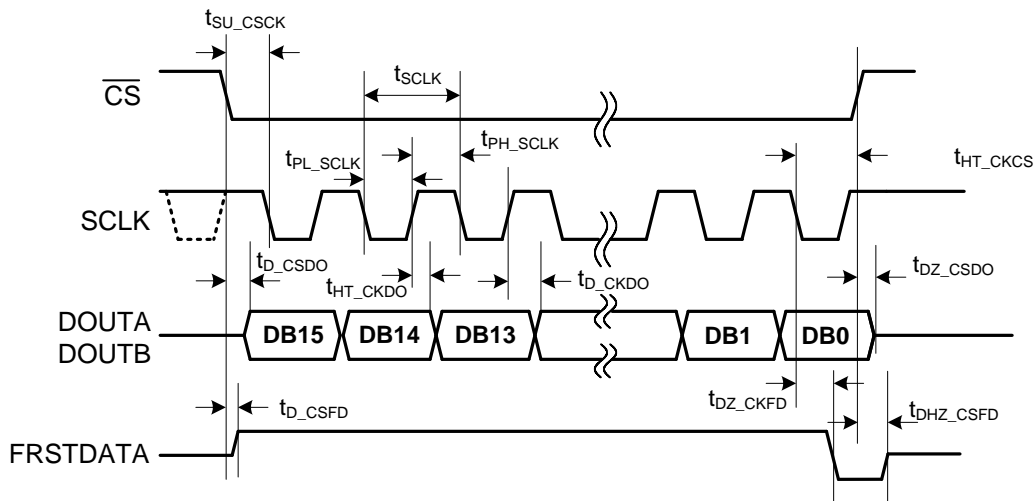 tSU_CSCK
tSCLK
CS
tPH_SCLK
tPL_SCLK
tHT_CKCS
SCLK
tD_CSDO
tHT_CKDO
tD_CKDO
tDZ_CSDO
DOUTA
DOUTB
DB15
DB14
DB13
DB1
DB0
tDZ_CKFD
tD_CSFD
tDHZ_CSFD
FRSTDATA